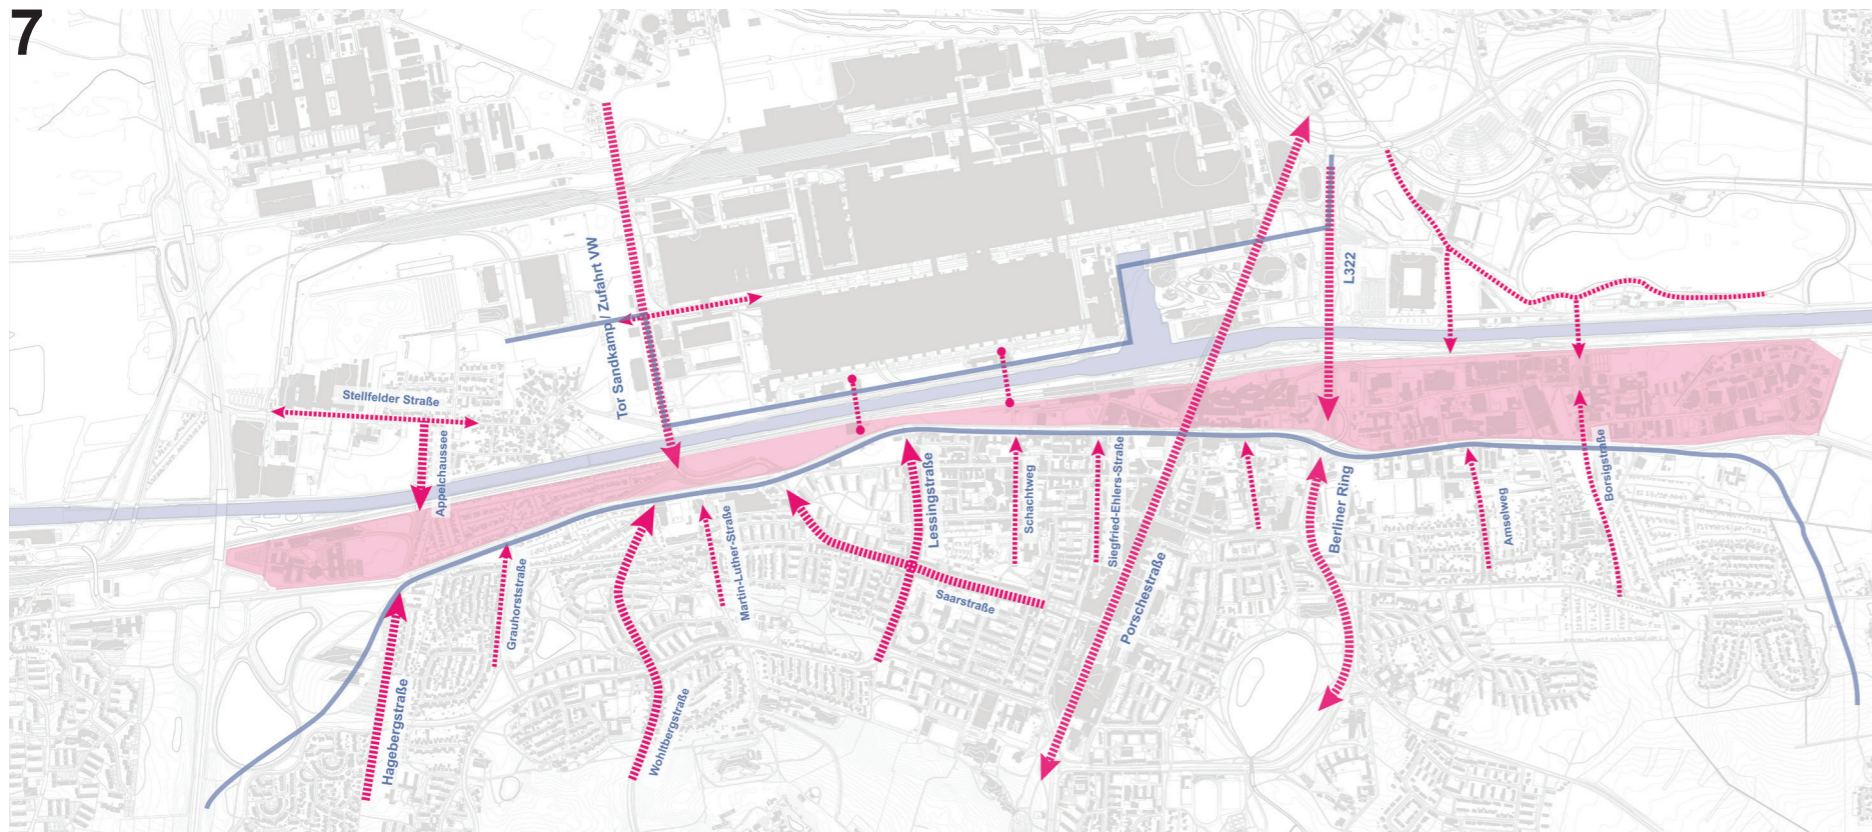 7
Tor Sandkamp / Zufahrt VW
L322
Stellfelder Straße
Appelchaussee
Lessingstraße
Schachtweg
Siegfried-Ehlers-Straße
Berliner Ring
Amselweg
Borsigstraße
Grauhorststraße
Martin-Luther-Straße
Saarstraße
Porschestraße
Hagebergstraße
Wohltbergstraße